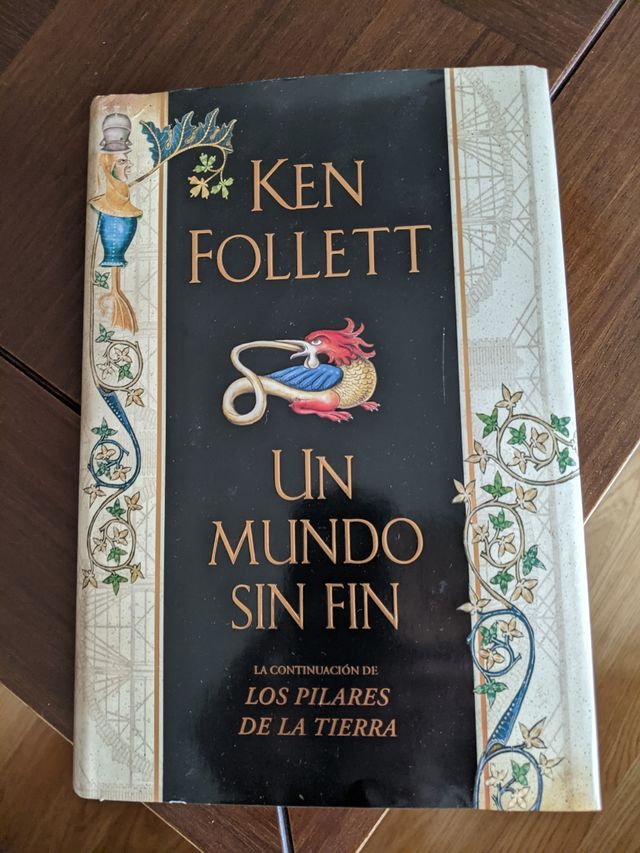 KEN
FOLLETT
UN
MUNDO
SIN FIN
LA CONTINUACIÓN DE
LOS PILARES
DE LA TIERRA